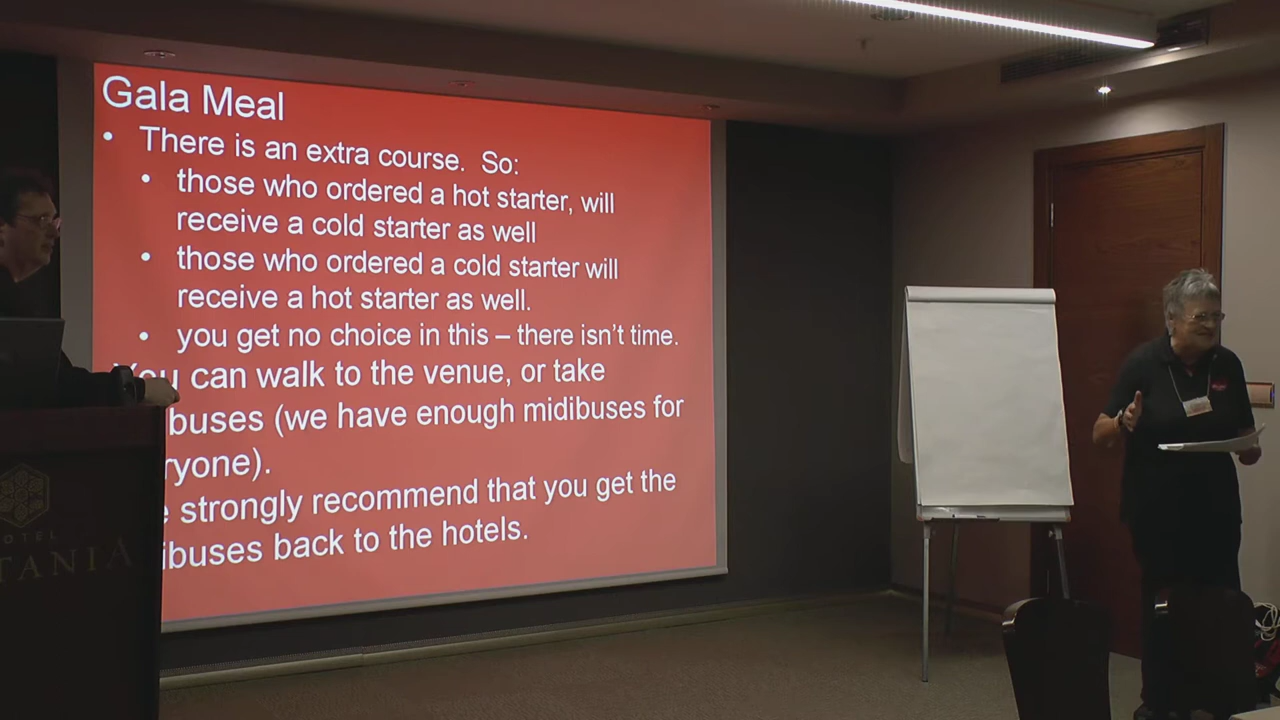 Gala Meal
• There is an extra course. So:
• those who ordered a hot starter, will
receive a cold starter as well
• those who ordered a cold starter will
receive a hot starter as well.
• you get no choice in this – there isn't time.
You can walk to the venue, or take
buses (we have enough midibuses for
ryone).
e strongly recommend that you get the
ibuses back to the hotels.
HOTEL
TANIA